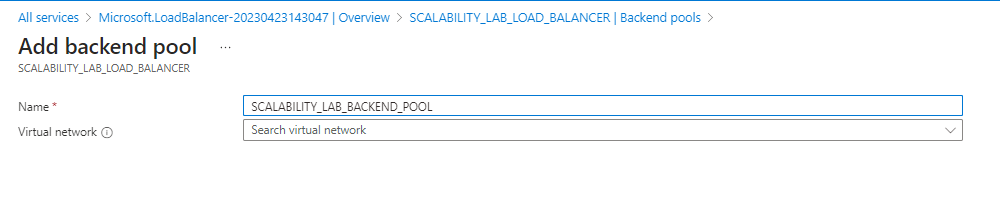 All services > Microsoft.LoadBalancer-20230423143047 | Overview > SCALABILITY_LAB_LOAD_BALANCER | Backend pools >
Add backend pool ...
SCALABILITY_LAB_LOAD_BALANCER
Name * SCALABILITY_LAB_BACKEND_POOL
Virtual network Search virtual network